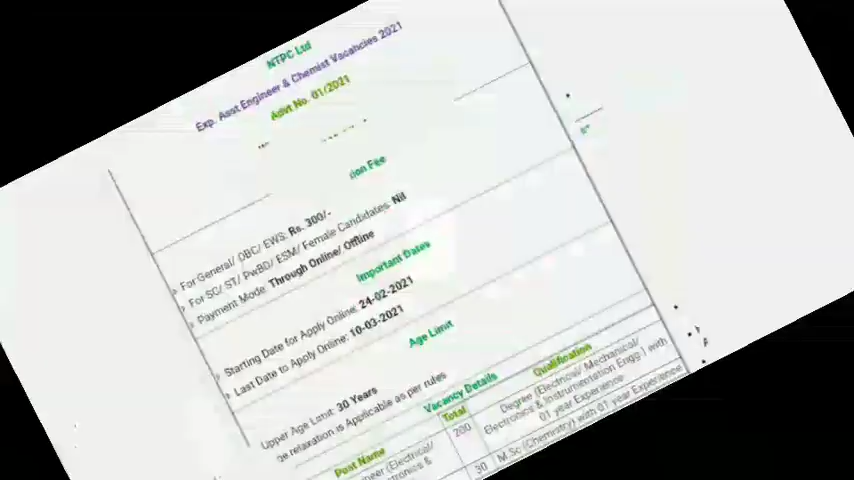 NTPC Ltd
Exp. Asst Engineer & Chemist Vacancies 2021
Advt No. 01/2021
ion Fee
For General/ OBC/ EWS: Rs. 300/-
For SC/ ST/ PwBD/ ESM/ Female Candidates: Nil
Payment Mode: Through Online/ Offline
Important Dates
Starting Date for Apply Online: 24-02-2021
Last Date to Apply Online: 10-03-2021
Age Limit
Upper Age Limit: 30 Years
ge relaxation is Applicable as per rules
Vacancy Details
Post Name Total Qualification
neer (Electrical/
tronics & 200 Degree (Electrical/ Mechanical/
Electronics & Instrumentation Engg.) with
01 year Experience
30 M.Sc (Chemistry) with 01 year Experience